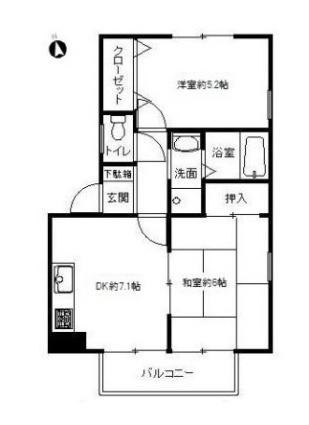 クローゼット
洋室約5.2帖
トイレ
洗面
浴室
下駄箱
玄関
押入
DK約7.1帖
和室約6帖
バルコニー